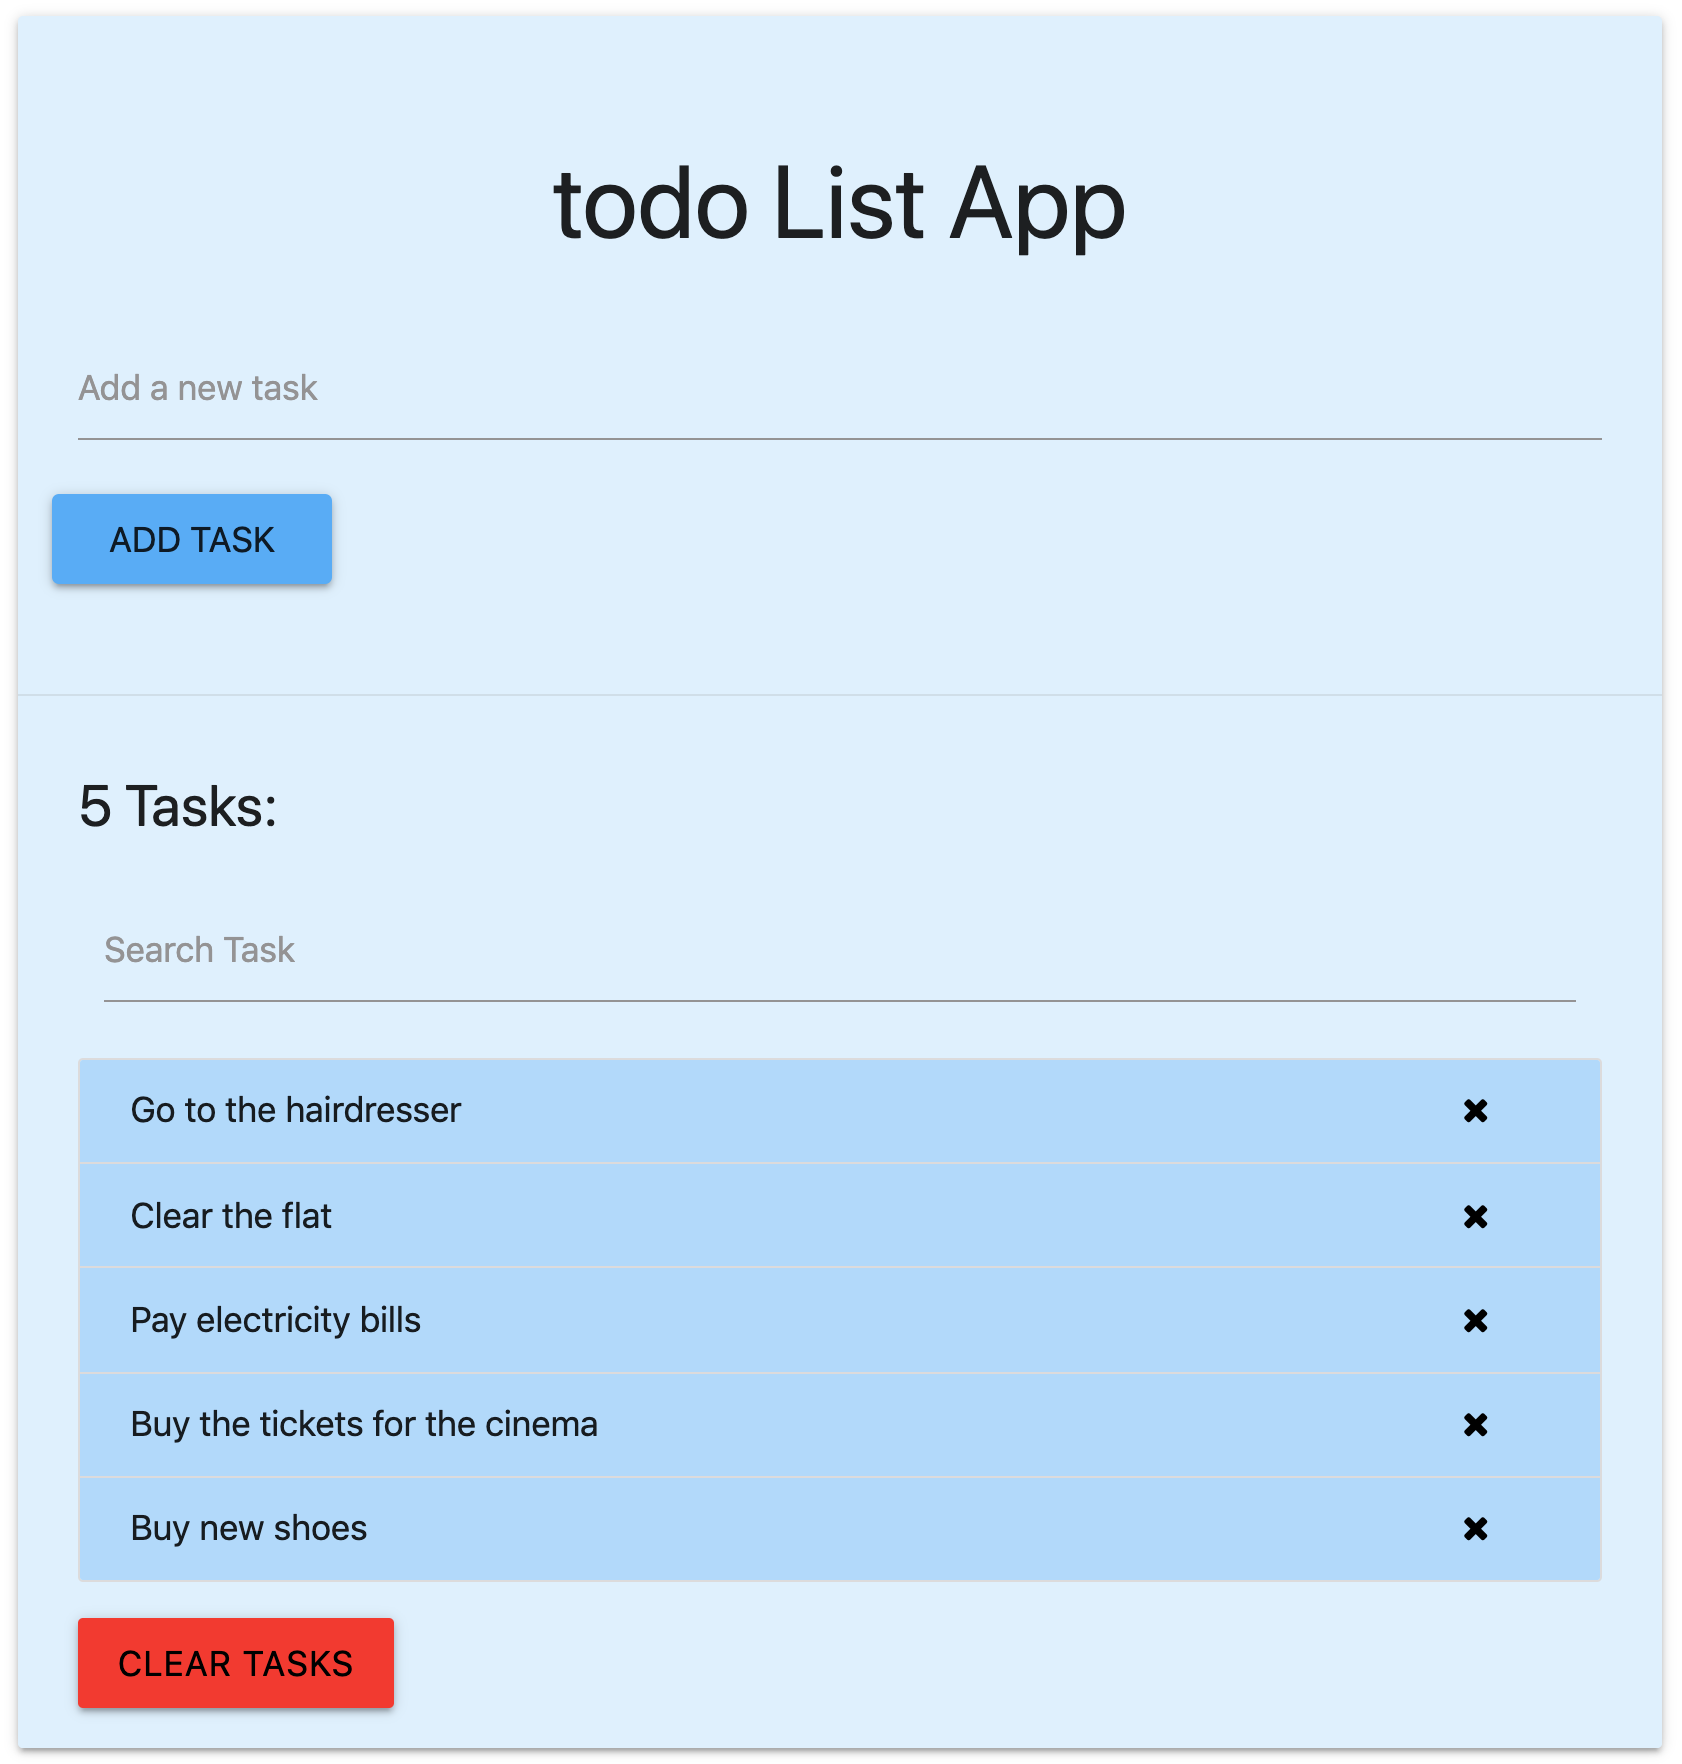 todo List App
Add a new task
ADD TASK
5 Tasks:
Search Task
Go to the hairdresser
Clear the flat
Pay electricity bills
Buy the tickets for the cinema
Buy new shoes
CLEAR TASKS